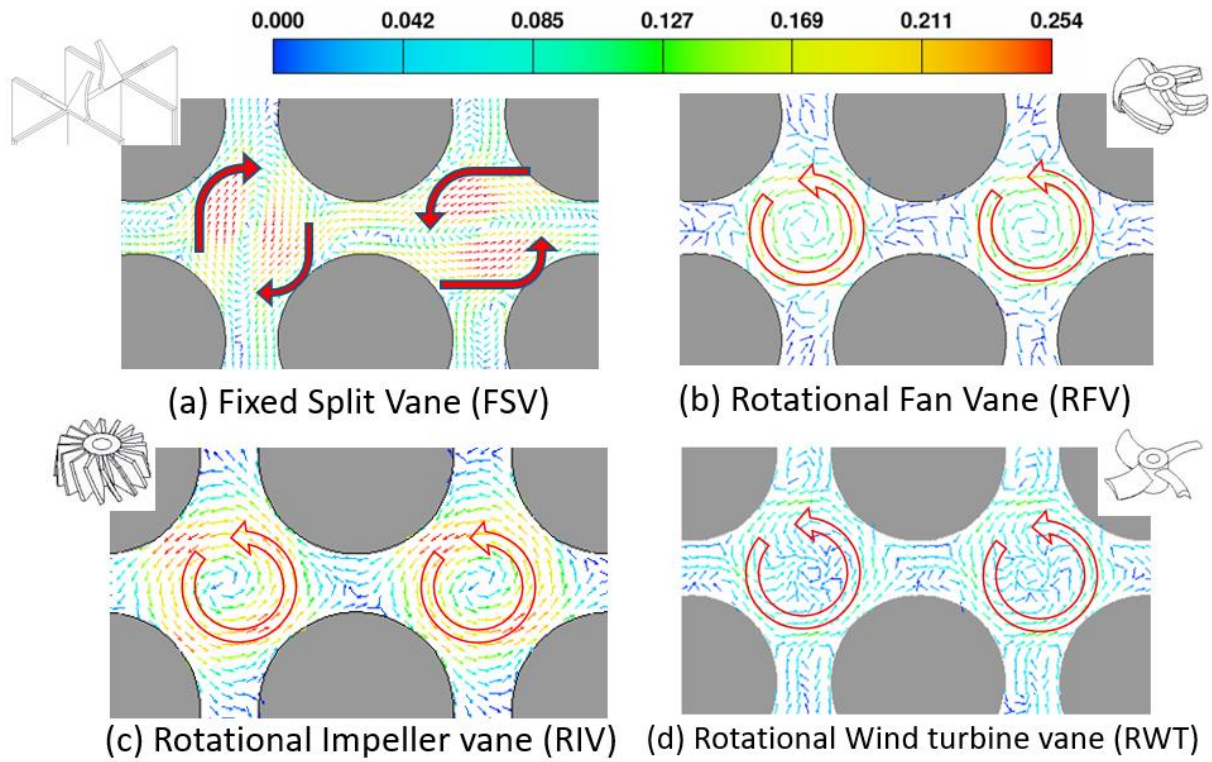 0.000 0.042 0.085 0.127 0.169 0.211 0.254
(a) Fixed Split Vane (FSV)
(b) Rotational Fan Vane (RFV)
(c) Rotational Impeller vane (RIV)
(d) Rotational Wind turbine vane (RWT)